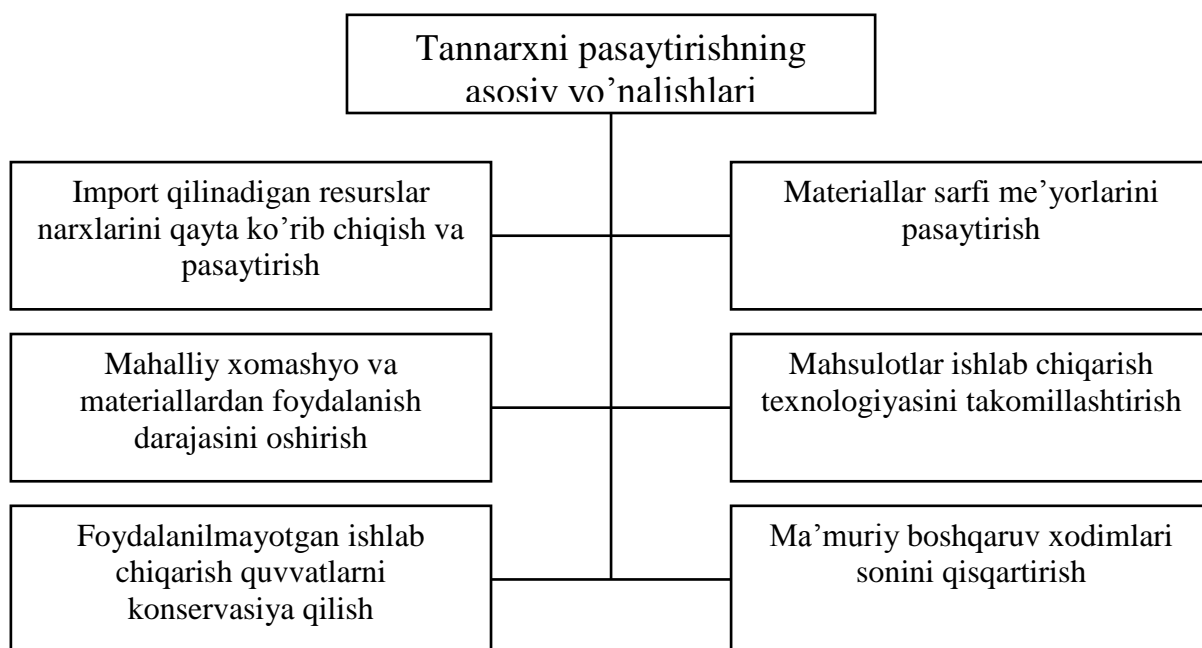 Tannarxni pasaytirishning
asosiy yo’nalishlari
Import qilinadigan resurslar
narxlarini qayta ko’rib chiqish va
pasaytirish
Materiallar sarfi me’yorlarini
pasaytirish
Mahalliy xomashyo va
materiallardan foydalanish
darajasini oshirish
Mahsulotlar ishlab chiqarish
texnologiyasini takomillashtirish
Foydalanilmayotgan ishlab
chiqarish quvvatlarni
konservasiya qilish
Ma’muriy boshqaruv xodimlari
sonini qisqartirish